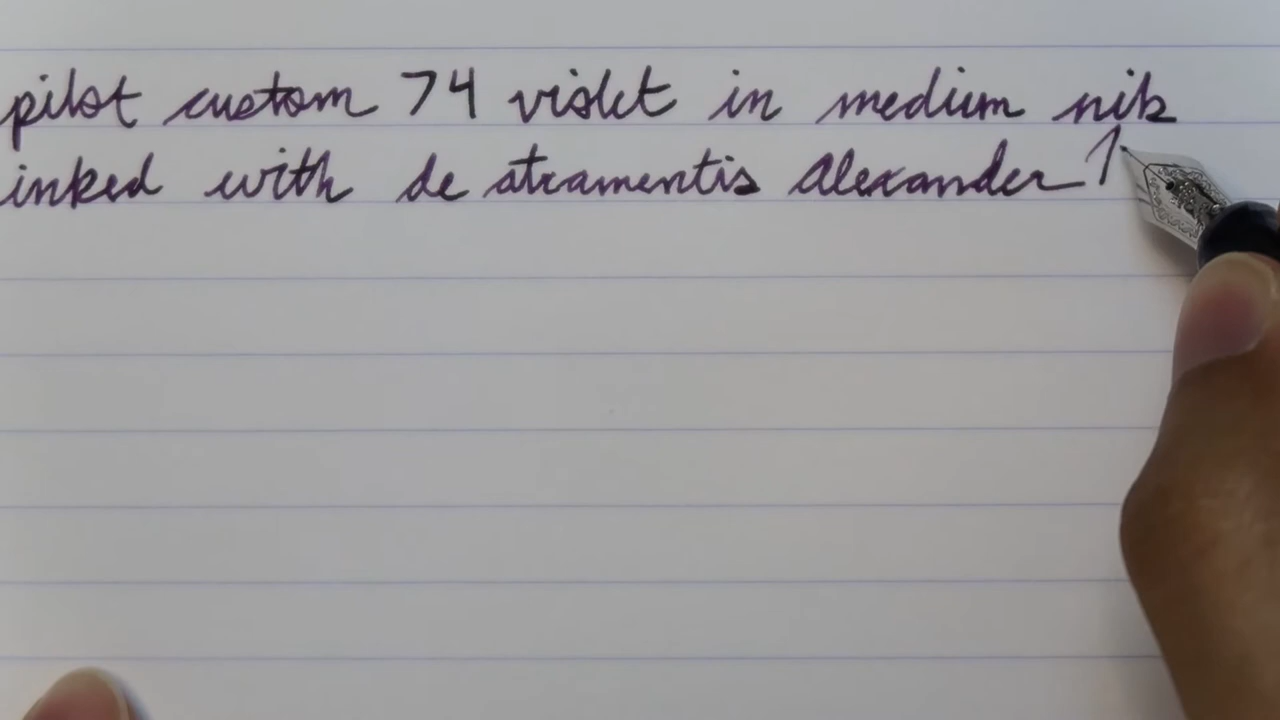 pilot custom 74 violet in medium nib
inked with de atramentis Alexander